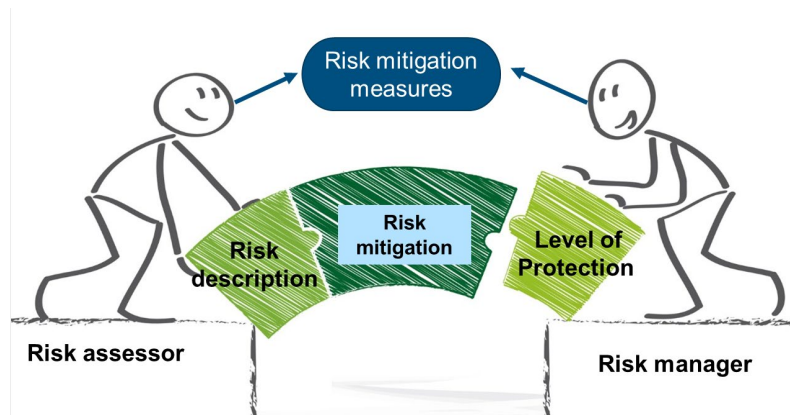 Risk mitigation
measures
Risk
description
Risk
mitigation
Level of
Protection
Risk assessor
Risk manager